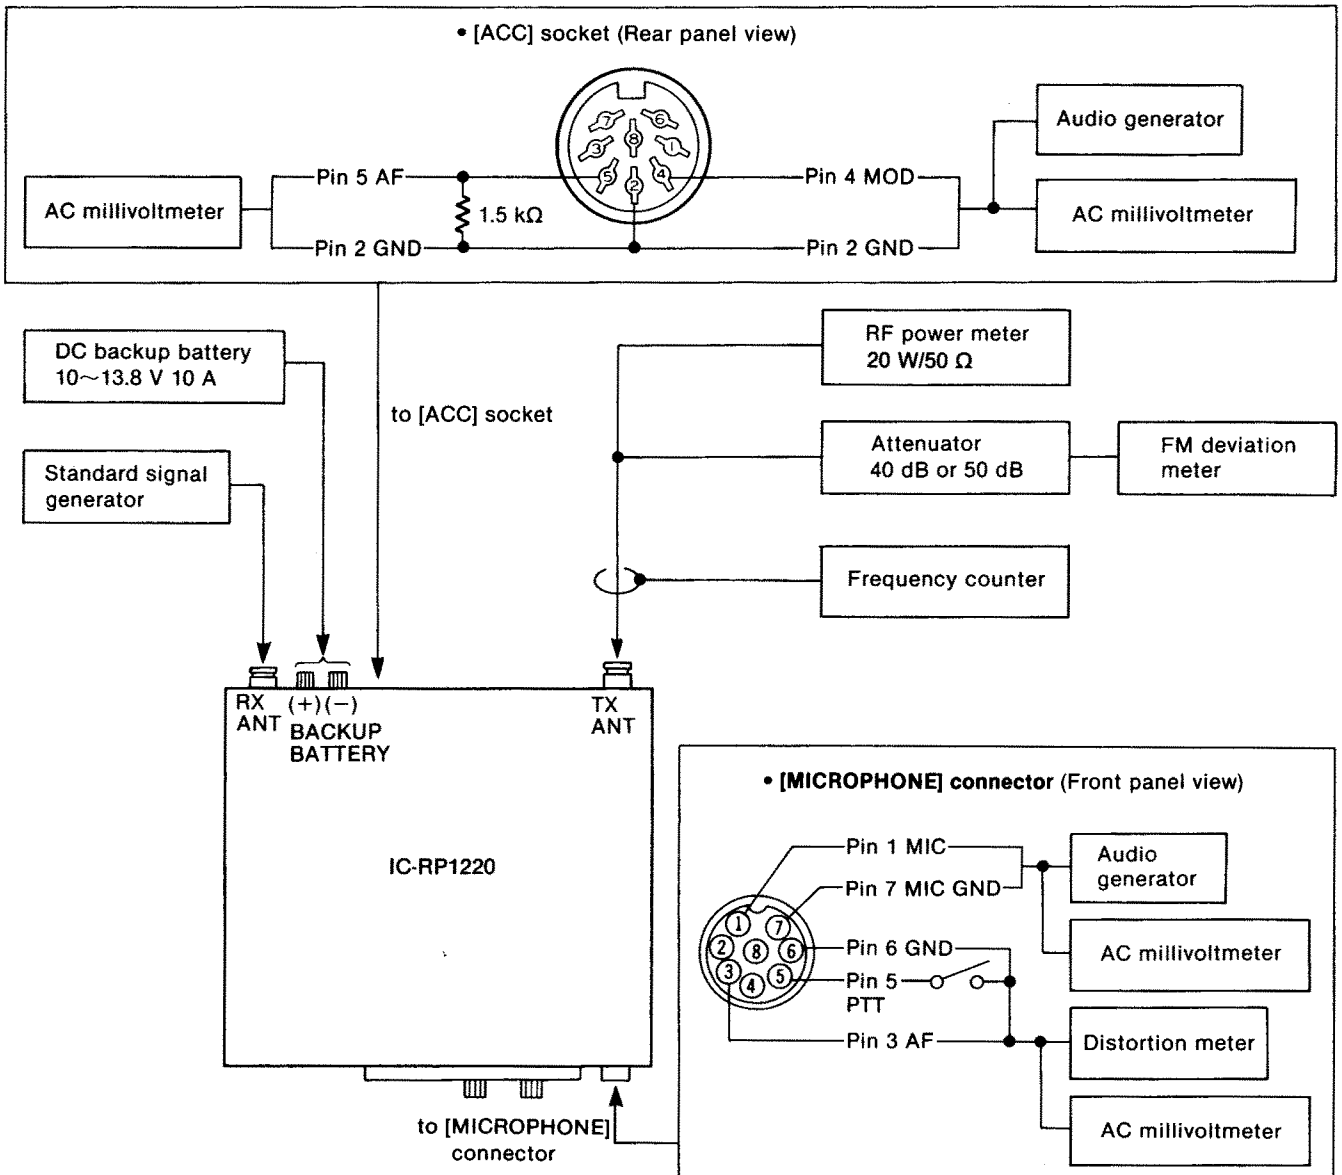 • [ACC] socket (Rear panel view)
7
6
8
3
1
5
4
2
Audio generator
AC millivoltmeter
Pin 5 AF
1.5 kΩ
Pin 2 GND
Pin 4 MOD
Pin 2 GND
AC millivoltmeter
DC backup battery
10~13.8 V 10 A
Standard signal
generator
to [ACC] socket
RF power meter
20 W/50 Ω
Attenuator
40 dB or 50 dB
FM deviation
meter
Frequency counter
RX
ANT
(+) (−)
BACKUP
BATTERY
TX
ANT
IC-RP1220
to [MICROPHONE]
connector
• [MICROPHONE] connector (Front panel view)
Pin 1 MIC
Pin 7 MIC GND
Pin 6 GND
Pin 5
PTT
Pin 3 AF
1
7
2
8
6
3
4
5
Audio
generator
AC millivoltmeter
Distortion meter
AC millivoltmeter